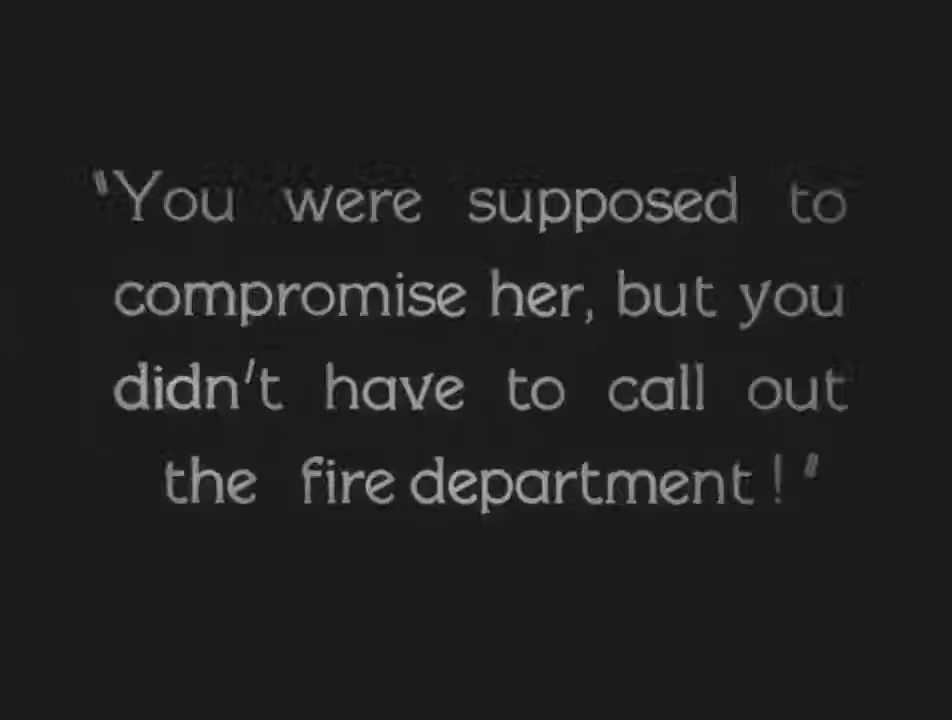 "You were supposed to
compromise her, but you
didn't have to call out
the fire department!"